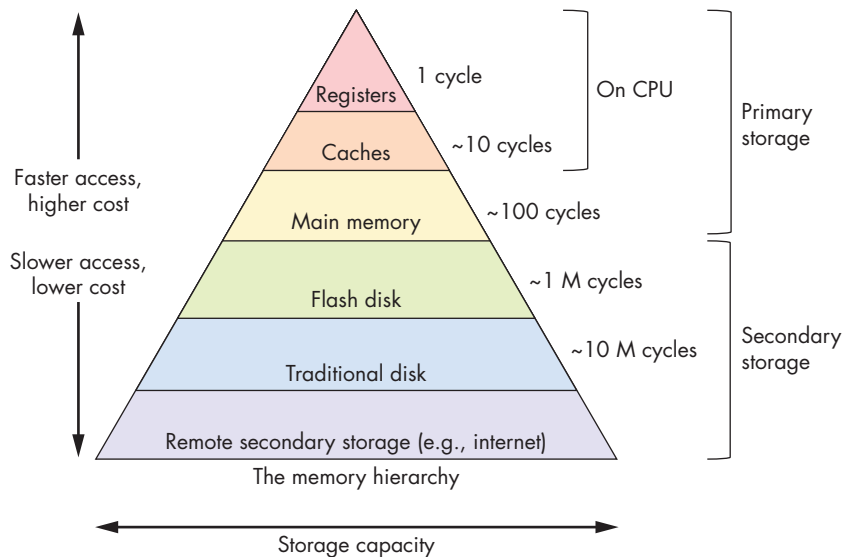 1 cycle
Registers
On CPU
Primary
storage
Caches
~10 cycles
Faster access,
higher cost
Main memory
~100 cycles
Slower access,
lower cost
~1 M cycles
Flash disk
~10 M cycles
Secondary
storage
Traditional disk
Remote secondary storage (e.g., internet)
The memory hierarchy
Storage capacity